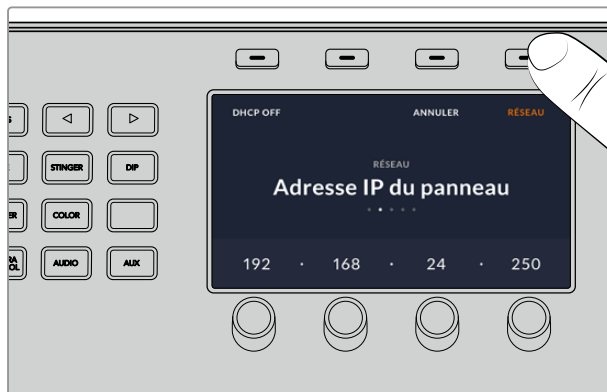 DHCP OFF ANNULER RÉSEAU
RÉSEAU
Adresse IP du panneau
192 . 168 . 24 . 250
STINGER DIP
COLOR
AUDIO AUX